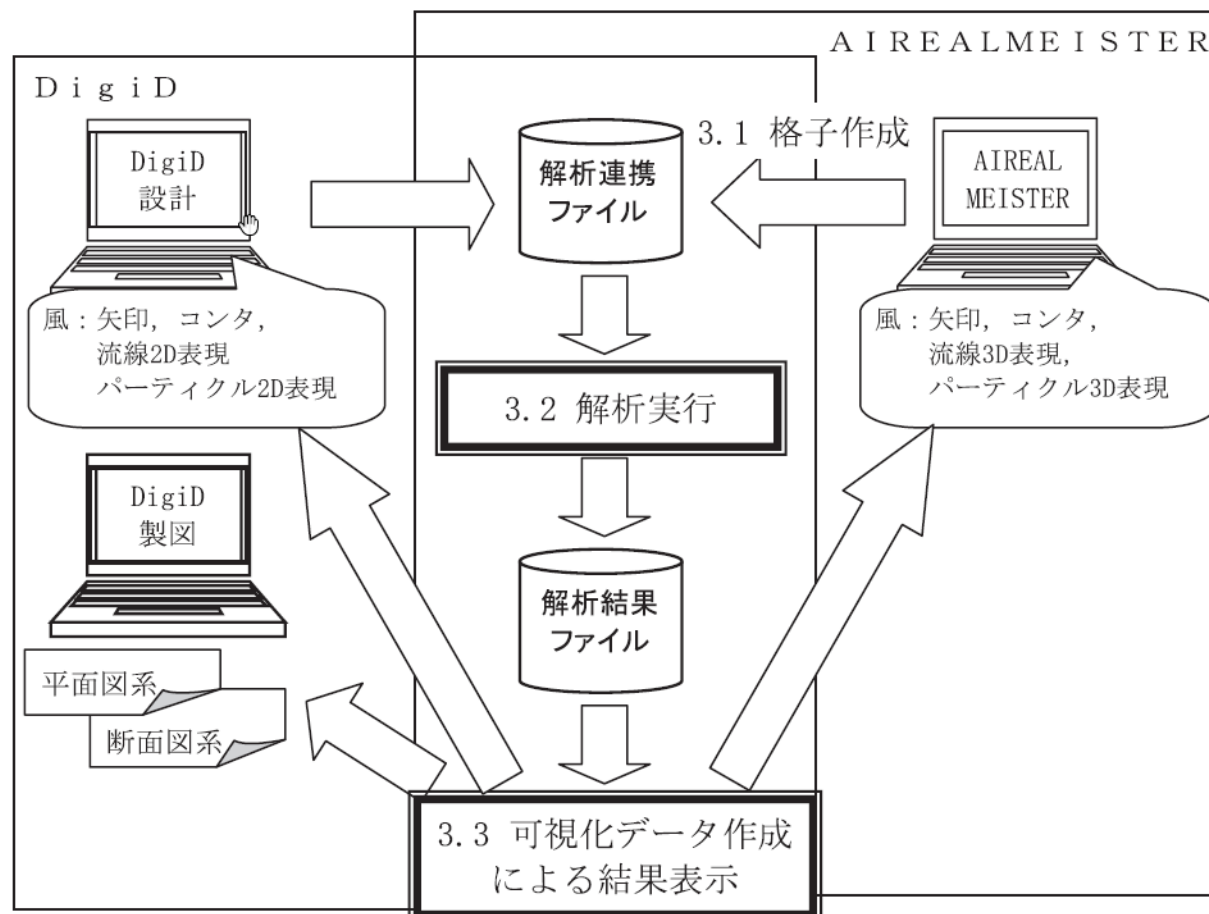 AIREALMEISTER
DigiD
DigiD
設計
解析連携
ファイル
3.1 格子作成
AIREAL
MEISTER
風：矢印, コンタ,
流線2D表現
パーティクル2D表現
風：矢印, コンタ,
流線3D表現,
パーティクル3D表現
3.2 解析実行
DigiD
製図
解析結果
ファイル
平面図系
断面図系
3.3 可視化データ作成
による結果表示